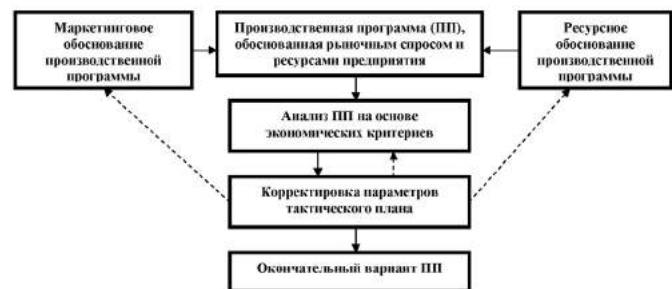 Маркетинговое
обоснование
производственной
программы
Производственная программа (ПП),
обоснованная рыночным спросом и
ресурсами предприятия
Ресурсное
обоснование
производственной
программы
Анализ ПП на основе
экономических критериев
Корректировка параметров
тактического плана
Окончательный вариант ПП